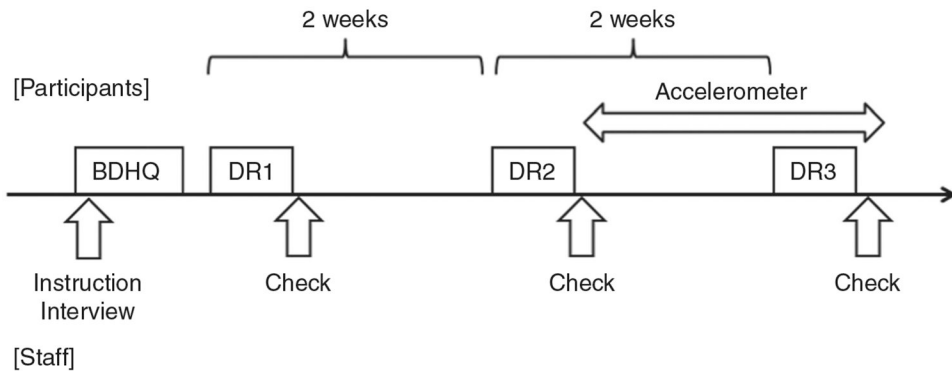 2 weeks
2 weeks
[Participants]
Accelerometer
BDHQ
DR1
DR2
DR3
Instruction
Interview
Check
Check
Check
[Staff]